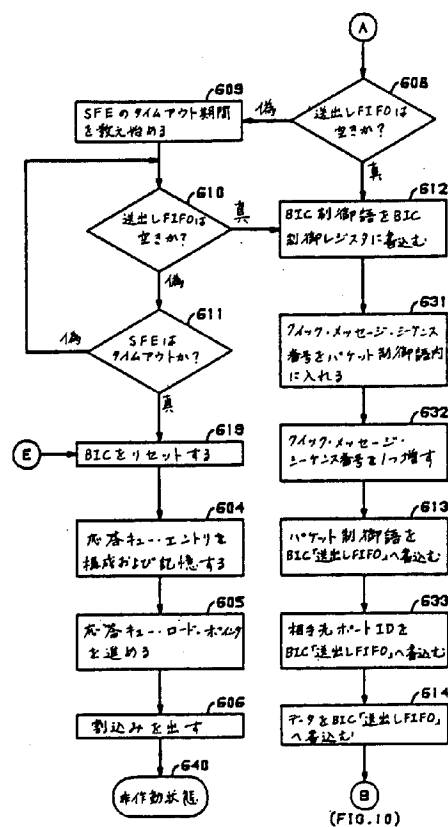 A
608
送出しFIFOは
空きか?
偽
真
609
SFEのタイムアウト期間
を数え始める
610
送出しFIFOは
空きか?
真
偽
611
SFEは
タイムアウトか?
偽
真
E
619
BICをリセットする
604
応答キュー・エントリを
構成および記憶する
605
応答キュー・ロード・ポインタ
を進める
606
割込みを出す
640
非作動状態
612
BIC制御語をBIC
制御レジスタに書込む
631
クイック・メッセージ・シーケンス
番号をパケット制御語内
に入れる
632
クイック・メッセージ・
シーケンス番号を1つ増す
613
パケット制御語を
BIC「送出しFIFO」へ書込む
633
相手先ポートIDを
BIC「送出しFIFO」へ書込む
614
データをBIC「送出しFIFO」
へ書込む
B
(FIG.10)